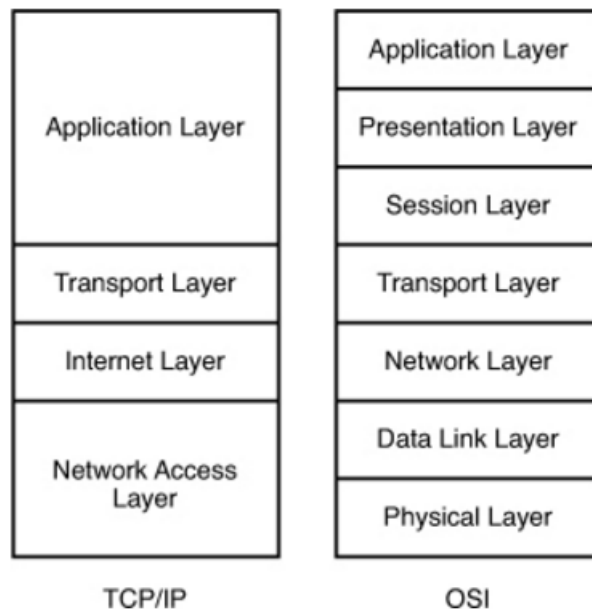 Application Layer
Transport Layer
Internet Layer
Network Access
Layer
TCP/IP
Application Layer
Presentation Layer
Session Layer
Transport Layer
Network Layer
Data Link Layer
Physical Layer
OSI